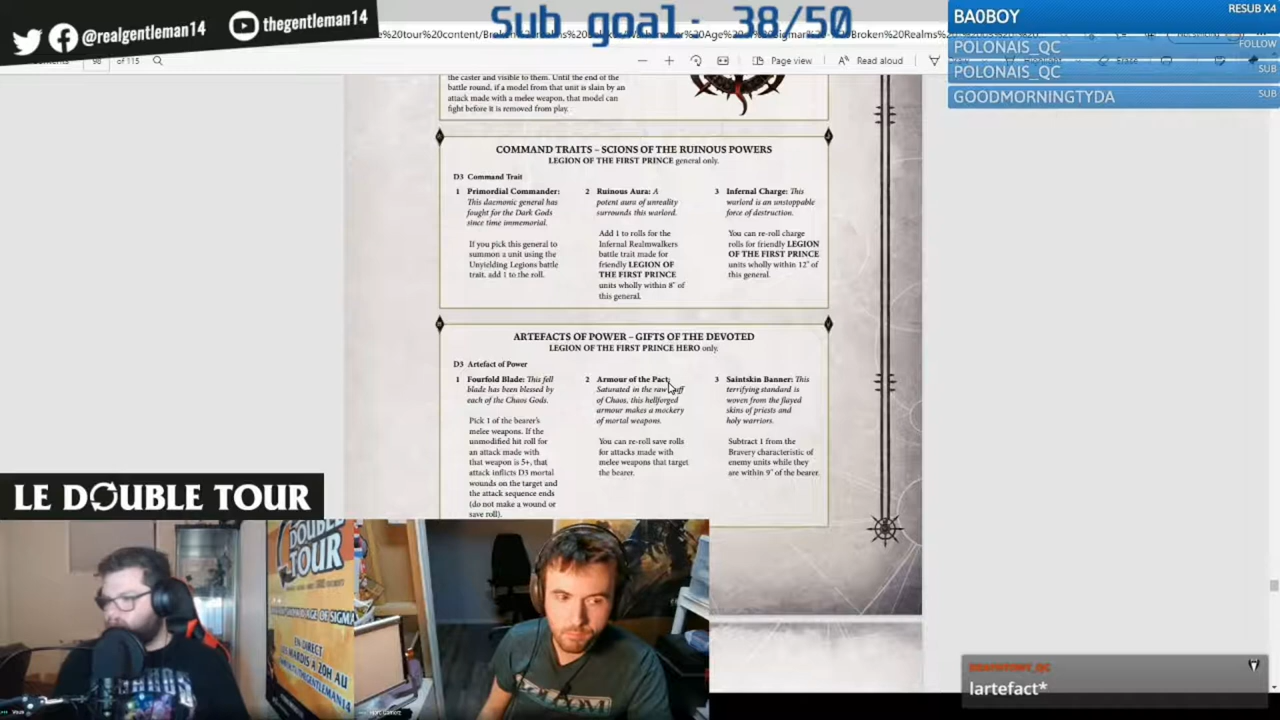 @realgentleman14
thegentleman14
Sub goal: 38/50
BA0BOY
RESUB X4
POLONAIS_QC
FOLLOW
POLONAIS_QC
SUB
GOODMORNINGTYDA
SUB
of 115
Page view
Read aloud
the caster and visible to them. Until the end of the
battle round, if a model from that unit is slain by an
attack made with a melee weapon, that model can
fight before it is removed from play.
COMMAND TRAITS – SCIONS OF THE RUINOUS POWERS
LEGION OF THE FIRST PRINCE general only.
D3 Command Trait
1 Primordial Commander:
This daemonic general has
fought for the Dark Gods
since time immemorial.
If you pick this general to
summon a unit using the
Unyielding Legions battle
trait, add 1 to the roll.
2 Ruinous Aura: A
potent aura of unreality
surrounds this warlord.
Add 1 to rolls for the
Infernal Realmwalkers
battle trait made for
friendly LEGION OF
THE FIRST PRINCE
units wholly within 8" of
this general.
3 Infernal Charge: This
warlord is an unstoppable
force of destruction.
You can re-roll charge
rolls for friendly LEGION
OF THE FIRST PRINCE
units wholly within 12" of
this general.
ARTEFACTS OF POWER – GIFTS OF THE DEVOTED
LEGION OF THE FIRST PRINCE HERO only.
D3 Artefact of Power
1 Fourfold Blade: This fell
blade has been blessed by
each of the Chaos Gods.
Pick 1 of the bearer's
melee weapons. If the
unmodified hit roll for
an attack made with
that weapon is 5+, that
attack inflicts D3 mortal
wounds on the target and
the attack sequence ends
(do not make a wound or
save roll).
2 Armour of the Pact:
Saturated in the raw stuff
of Chaos, this hellforged
armour makes a mockery
of mortal weapons.
You can re-roll save rolls
for attacks made with
melee weapons that target
the bearer.
3 Saintskin Banner: This
terrifying standard is
woven from the flayed
skins of priests and
holy warriors.
Subtract 1 from the
Bravery characteristic of
enemy units while they
are within 9" of the bearer.
LE DOUBLE TOUR
DOUBLE
TOUR
EN DIRECT
LES MARDIS À 20H AU
lartefact*